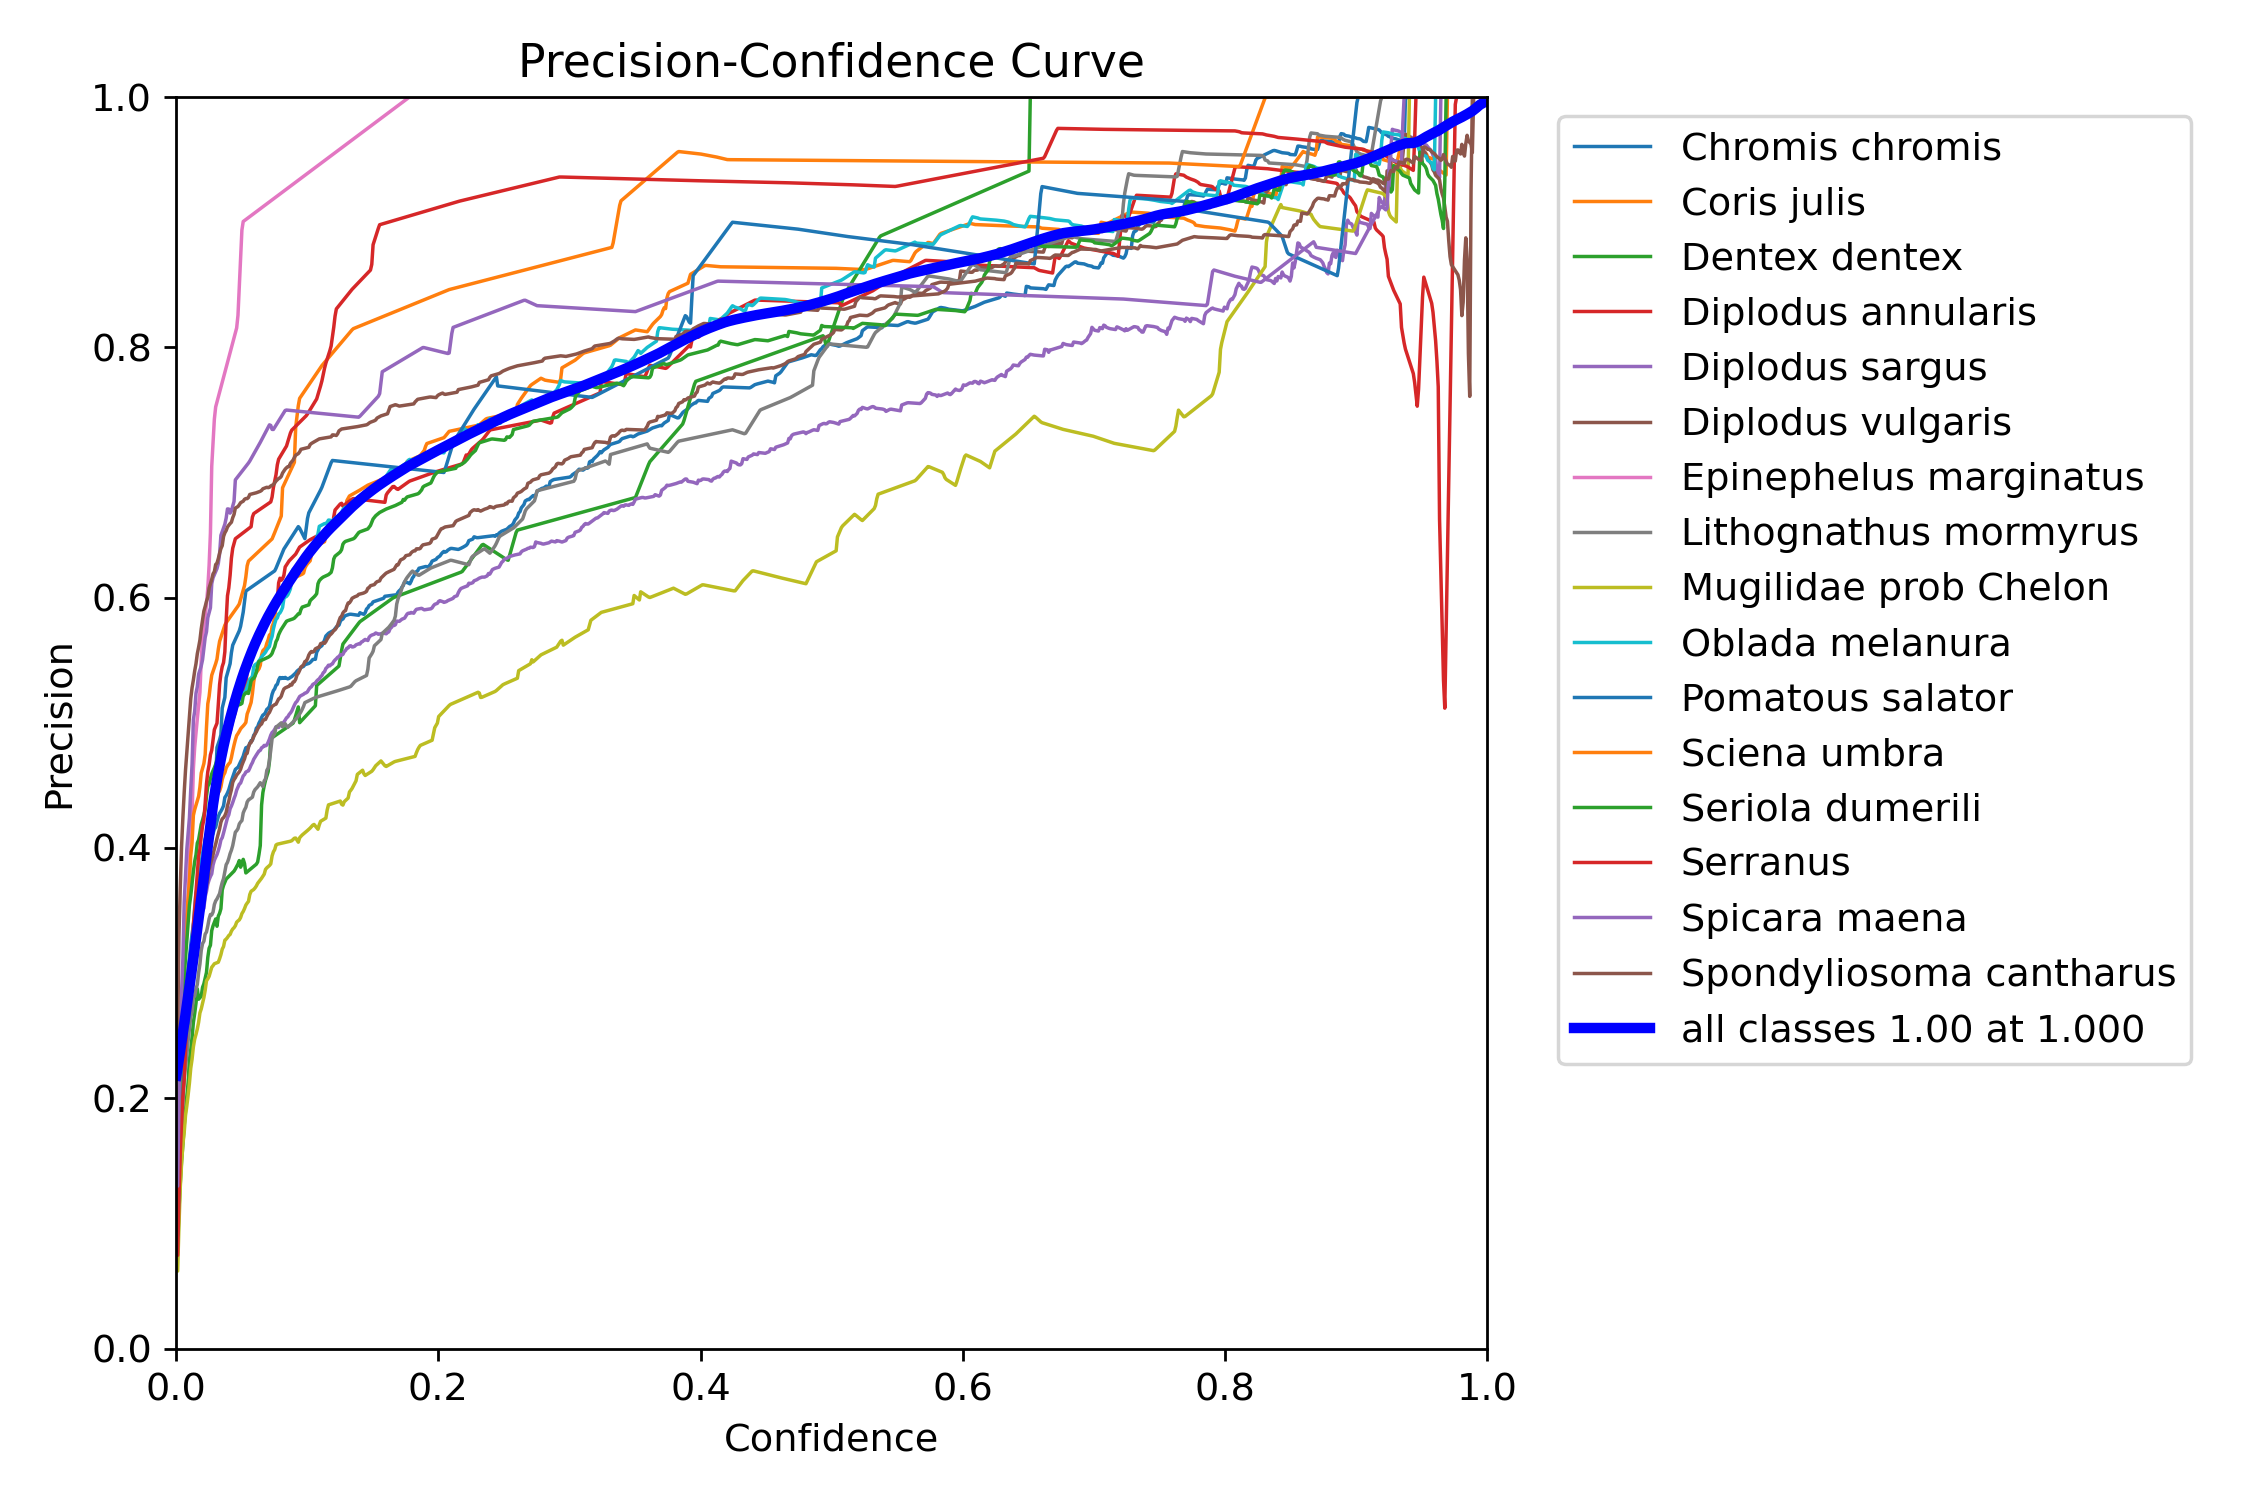 Precision-Confidence Curve
1.0
0.8
0.6
0.4
0.2
0.0
Precision
0.0 0.2 0.4 0.6 0.8 1.0
Confidence
Chromis chromis
Coris julis
Dentex dentex
Diplodus annularis
Diplodus sargus
Diplodus vulgaris
Epinephelus marginatus
Lithognathus mormyrus
Mugilidae prob Chelon
Oblada melanura
Pomatous salator
Sciena umbra
Seriola dumerili
Serranus
Spicara maena
Spondyliosoma cantharus
all classes 1.00 at 1.000